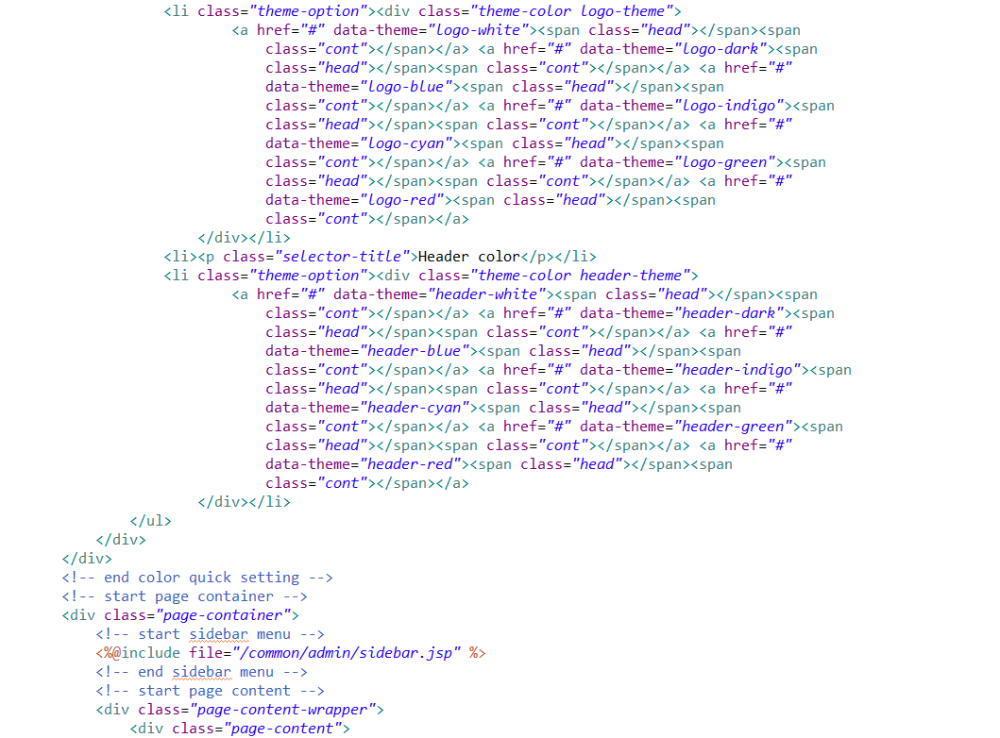 <li class="theme-option"><div class="theme-color logo-theme">
<a href="#" data-theme="logo-white"><span class="head"></span><span
class="cont"></span></a> <a href="#" data-theme="logo-dark"><span
class="head"></span><span class="cont"></span></a> <a href="#"
data-theme="logo-blue"><span class="head"></span><span
class="cont"></span></a> <a href="#" data-theme="logo-indigo"><span
class="head"></span><span class="cont"></span></a> <a href="#"
data-theme="logo-cyan"><span class="head"></span><span
class="cont"></span></a> <a href="#" data-theme="logo-green"><span
class="head"></span><span class="cont"></span></a> <a href="#"
data-theme="logo-red"><span class="head"></span><span
class="cont"></span></a>
</div></li>
<li><p class="selector-title">Header color</p></li>
<li class="theme-option"><div class="theme-color header-theme">
<a href="#" data-theme="header-white"><span class="head"></span><span
class="cont"></span></a> <a href="#" data-theme="header-dark"><span
class="head"></span><span class="cont"></span></a> <a href="#"
data-theme="header-blue"><span class="head"></span><span
class="cont"></span></a> <a href="#" data-theme="header-indigo"><span
class="head"></span><span class="cont"></span></a> <a href="#"
data-theme="header-cyan"><span class="head"></span><span
class="cont"></span></a> <a href="#" data-theme="header-green"><span
class="head"></span><span class="cont"></span></a> <a href="#"
data-theme="header-red"><span class="head"></span><span
class="cont"></span></a>
</div></li>
</ul>
</div>
</div>
<!-- end color quick setting -->
<!-- start page container -->
<div class="page-container">
<!-- start sidebar menu -->
<%@include file="/common/admin/sidebar.jsp" %>
<!-- end sidebar menu -->
<!-- start page content -->
<div class="page-content-wrapper">
<div class="page-content">